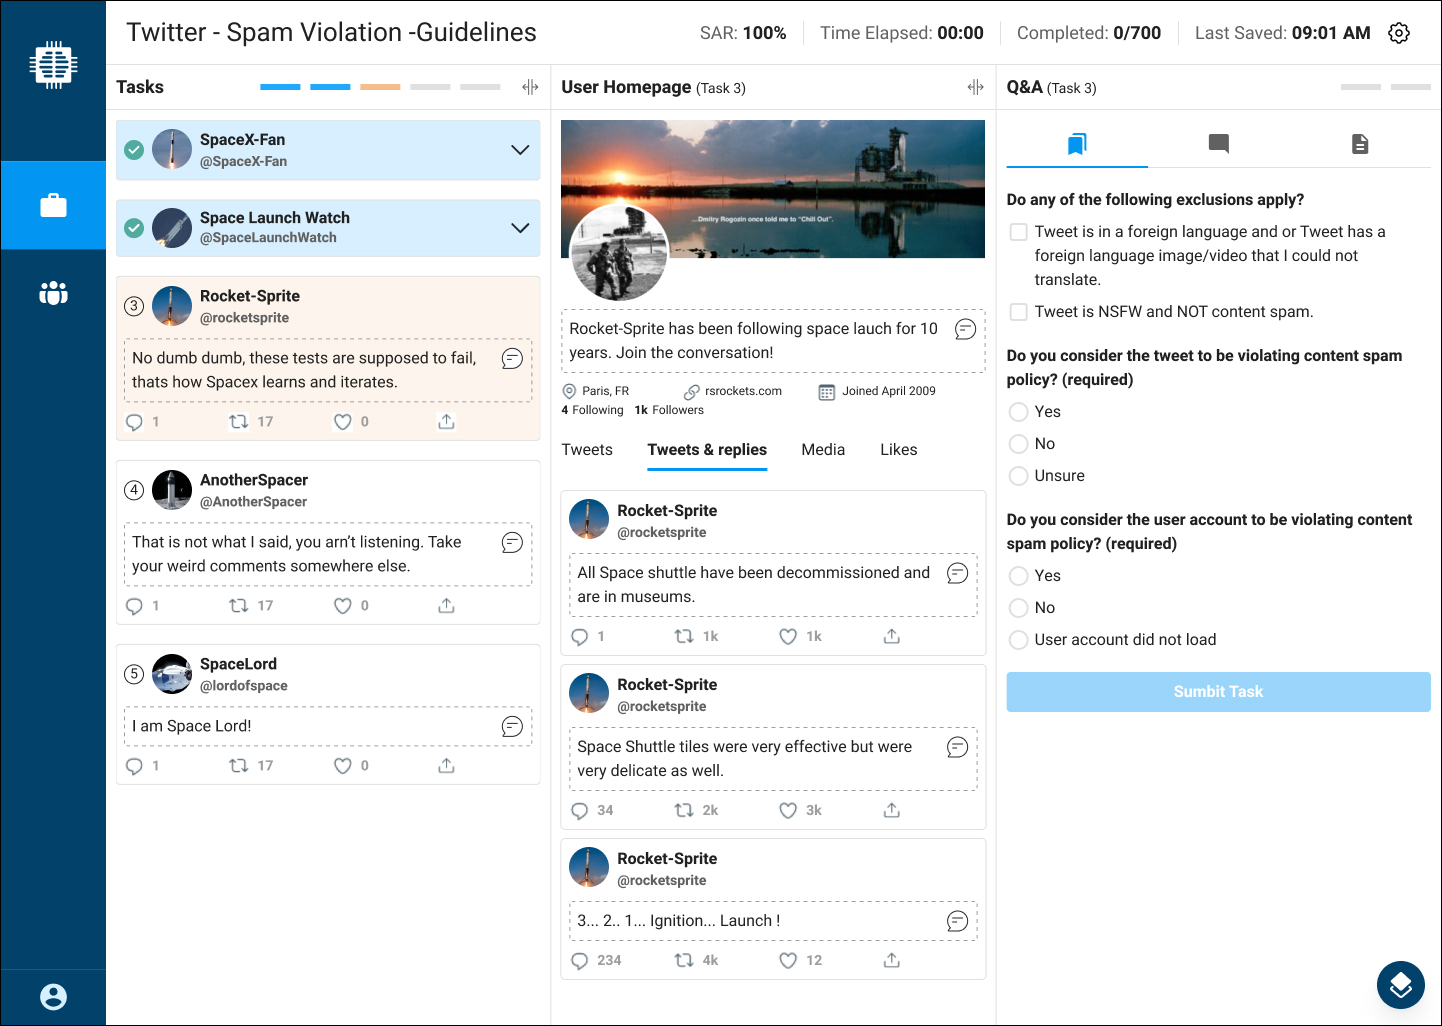 Twitter - Spam Violation -Guidelines
SAR: 100%
Time Elapsed: 00:00
Completed: 0/700
Last Saved: 09:01 AM
Tasks
SpaceX-Fan
@SpaceX-Fan
Space Launch Watch
@SpaceLaunchWatch
3
Rocket-Sprite
@rocketsprite
No dumb dumb, these tests are supposed to fail,
thats how Spacex learns and iterates.
1 17 0
4
AnotherSpacer
@AnotherSpacer
That is not what I said, you arn't listening. Take
your weird comments somewhere else.
1 17 0
5
SpaceLord
@lordofspace
I am Space Lord!
1 17 0
User Homepage (Task 3)
...Dmitry Rogozin once told me to "Chill Out".
Rocket-Sprite has been following space lauch for 10
years. Join the conversation!
Paris, FR rsrockets.com Joined April 2009
4 Following 1k Followers
Tweets Tweets & replies Media Likes
Rocket-Sprite
@rocketsprite
All Space shuttle have been decommissioned and
are in museums.
1 1k 1k
Rocket-Sprite
@rocketsprite
Space Shuttle tiles were very effective but were
very delicate as well.
34 2k 3k
Rocket-Sprite
@rocketsprite
3... 2.. 1... Ignition... Launch !
234 4k 12
Q&A (Task 3)
Do any of the following exclusions apply?
Tweet is in a foreign language and or Tweet has a
foreign language image/video that I could not
translate.
Tweet is NSFW and NOT content spam.
Do you consider the tweet to be violating content spam
policy? (required)
Yes
No
Unsure
Do you consider the user account to be violating content
spam policy? (required)
Yes
No
User account did not load
Sumbit Task